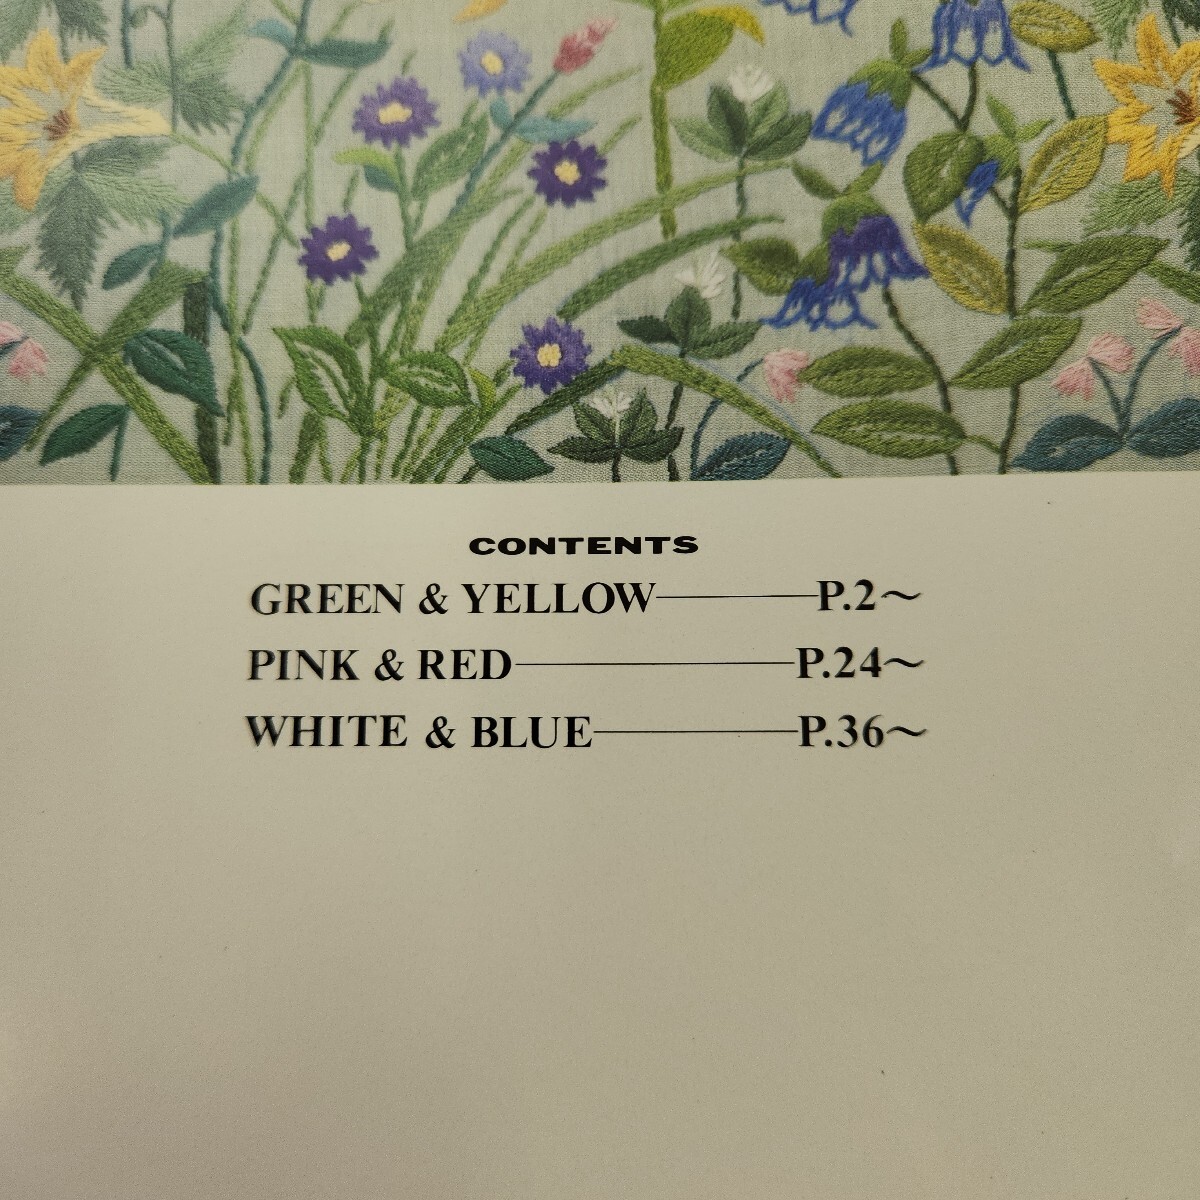 CONTENTS
GREEN & YELLOW———P.2～
PINK & RED———P.24～
WHITE & BLUE———P.36～